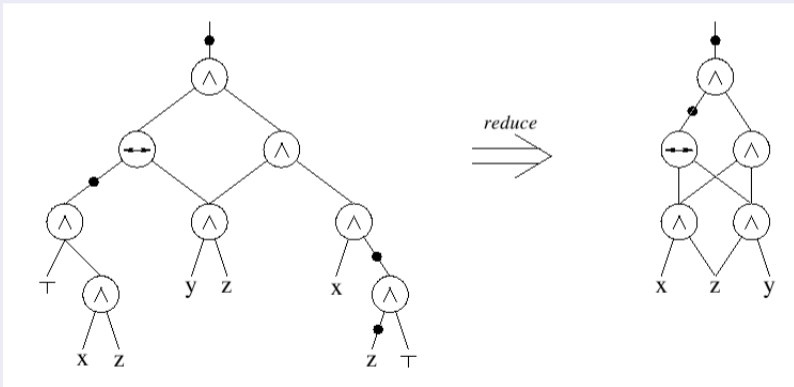 ∧
∧
↔ ∧ reduce ↔ ∧
∧ ∧ ∧ ∧ ∧
⊤ ∧ y z x ∧ x z y
x z z ⊤